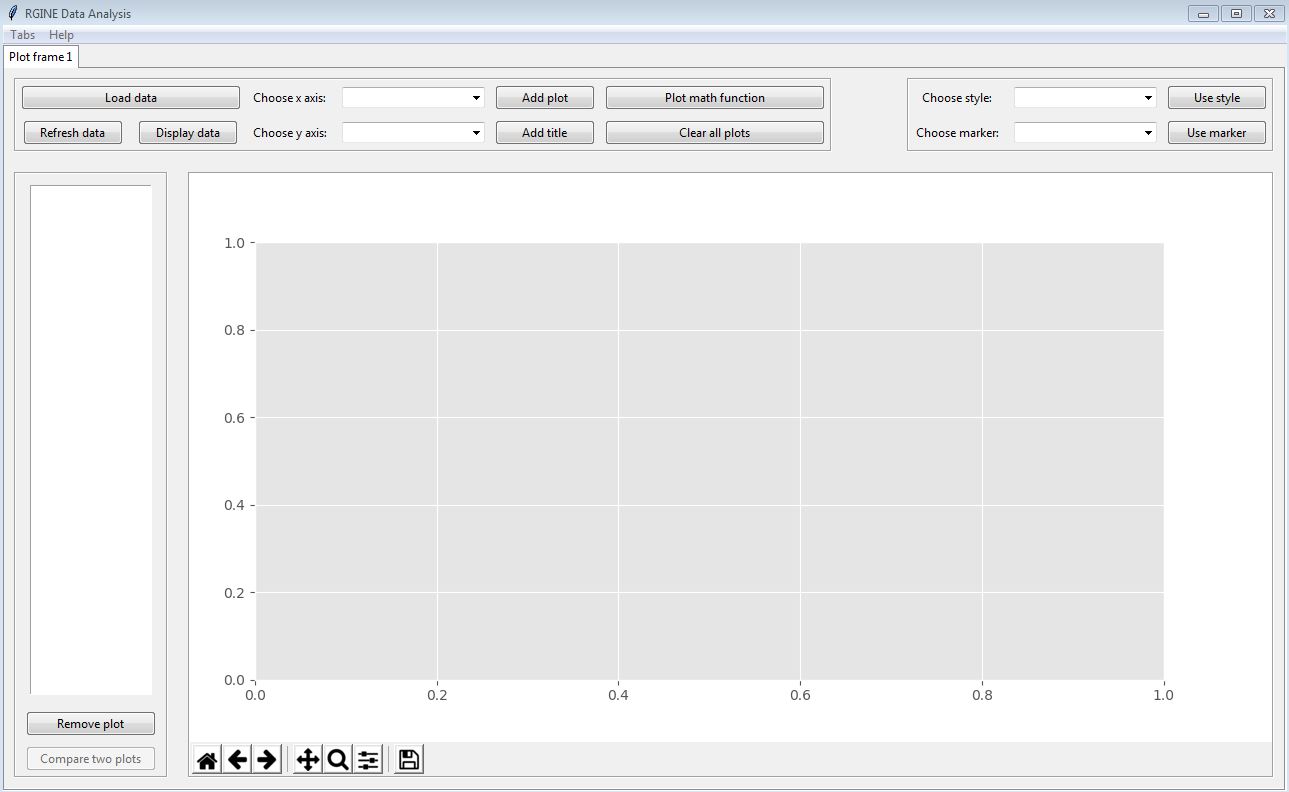 RGINE Data Analysis
Tabs Help
Plot frame 1
Load data Choose x axis: Add plot Plot math function Choose style: Use style
Refresh data Display data Choose y axis: Add title Clear all plots Choose marker: Use marker
1.0
0.8
0.6
0.4
0.2
0.0
0.0 0.2 0.4 0.6 0.8 1.0
Remove plot
Compare two plots